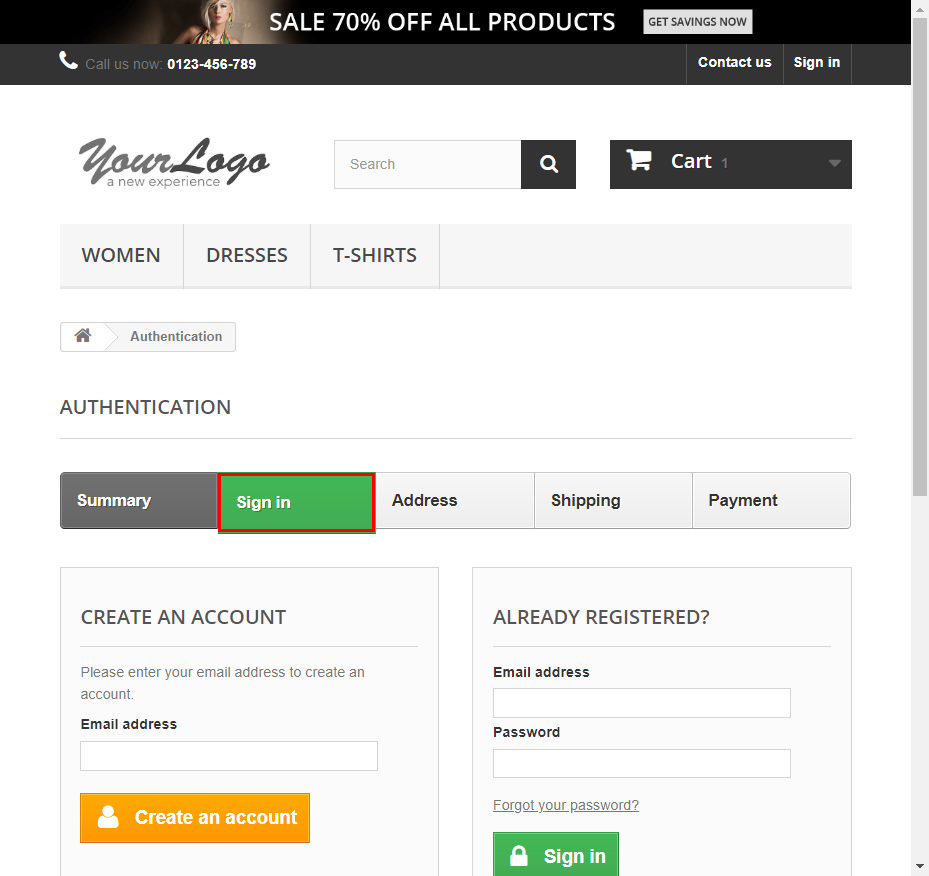 SALE 70% OFF ALL PRODUCTS GET SAVINGS NOW
Call us now: 0123-456-789 Contact us Sign in
YourLogo
a new experience
Search
Cart 1
WOMEN DRESSES T-SHIRTS
Authentication
AUTHENTICATION
Summary Sign in Address Shipping Payment
CREATE AN ACCOUNT
Please enter your email address to create an
account.
Email address
Create an account
ALREADY REGISTERED?
Email address
Password
Forgot your password?
Sign in